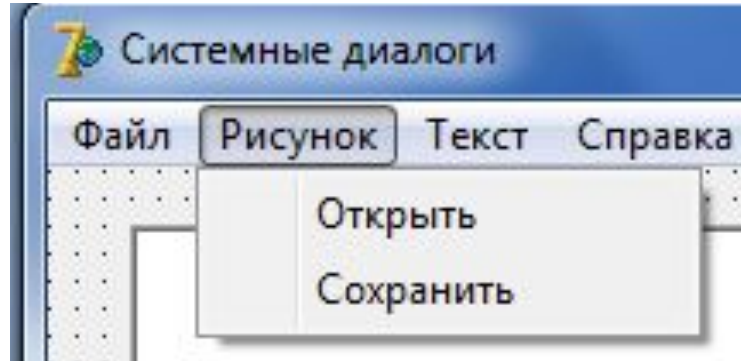 Системные диалоги
Файл Рисунок Текст Справка
Открыть
Сохранить